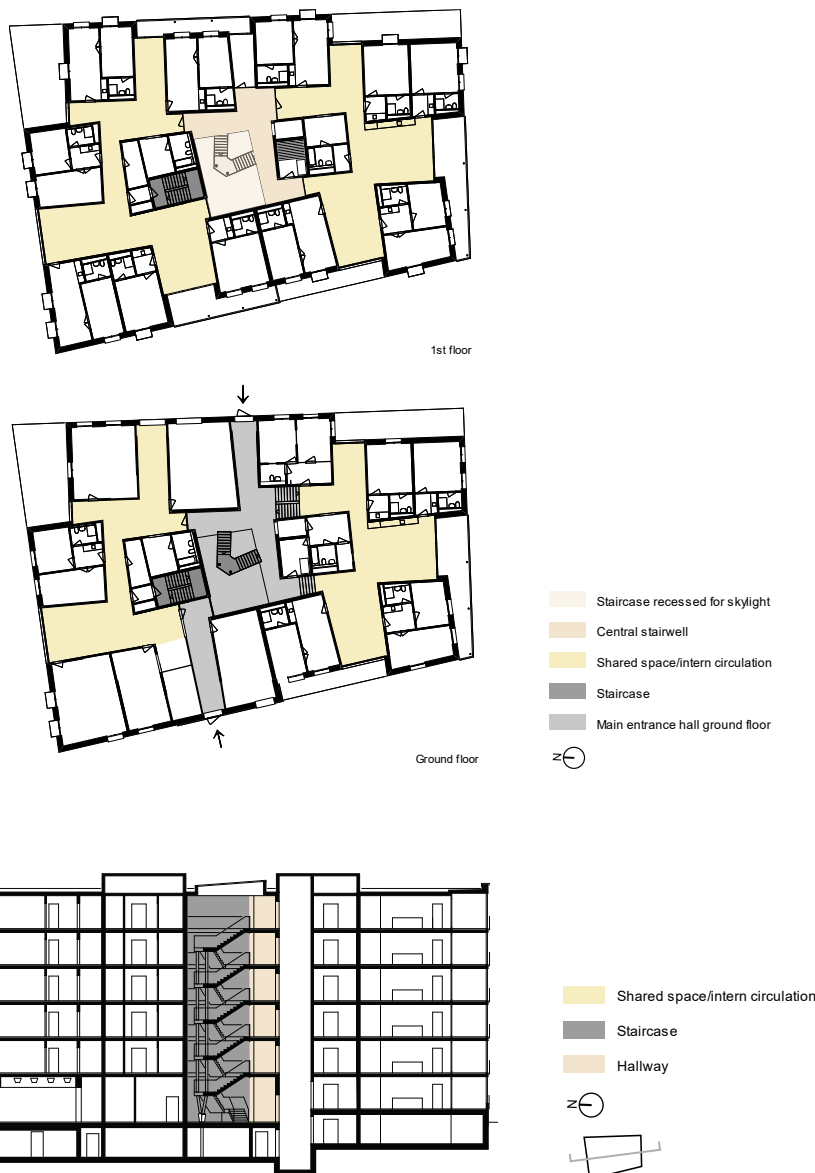 1st floor
Ground floor
Staircase recessed for skylight
Central stairwell
Shared space/intern circulation
Staircase
Main entrance hall ground floor
N
Shared space/intern circulation
Staircase
Hallway
N